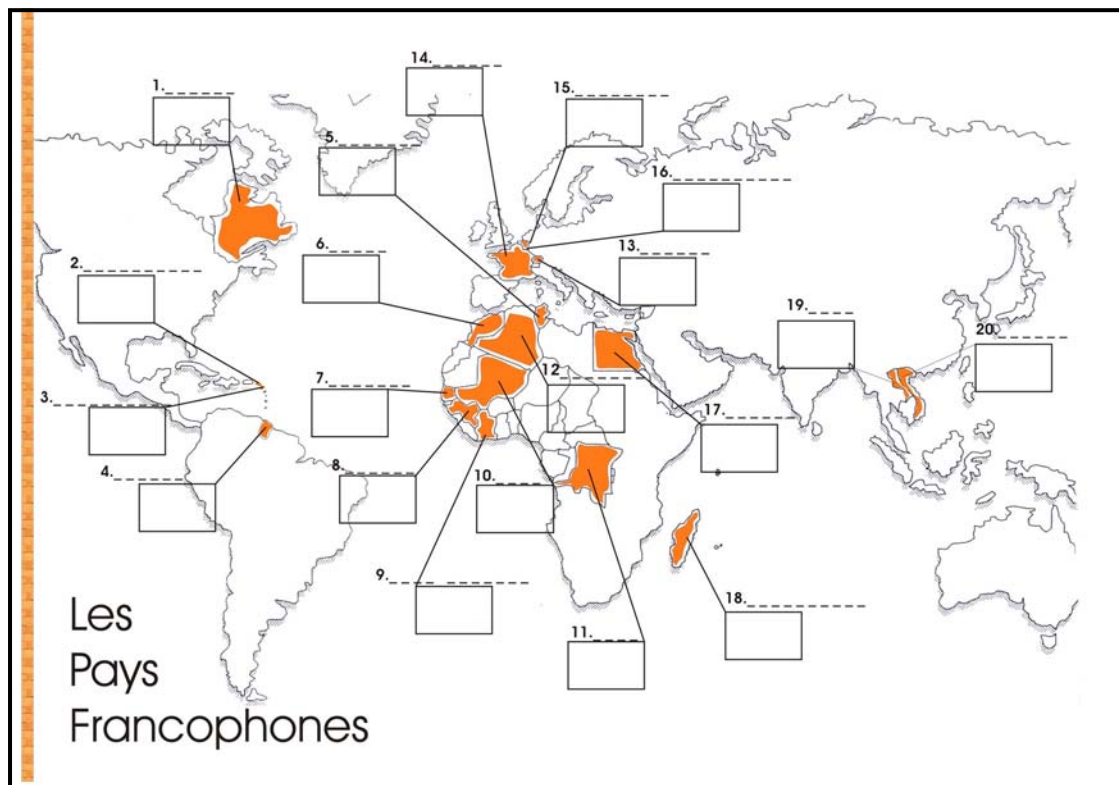 1. _ _ _ _ _ _
2. _ _ _ _ _ _ _ _ _ _
3. _ _ _ _ _ _ _ _ _ _
4. _ _ _ _ _ _
5. _ _ _ _ _ _ _
6. _ _ _ _ _
7. _ _ _ _ _ _ _
8. _ _ _ _ _ _
9. _ _ _ _ _ _ _ _ _ _ _
10. _ _ _ _
11. _ _ _ _ _
12. _ _ _ _ _ _ _
13. _ _ _ _ _ _
14. _ _ _ _ _ _
15. _ _ _ _ _ _ _ _
16. _ _ _ _ _ _ _ _ _ _
17. _ _ _ _ _ _
18. _ _ _ _ _ _ _ _ _ _
19. _ _ _ _
20. _ _ _ _ _ _ _
Les
Pays
Francophones